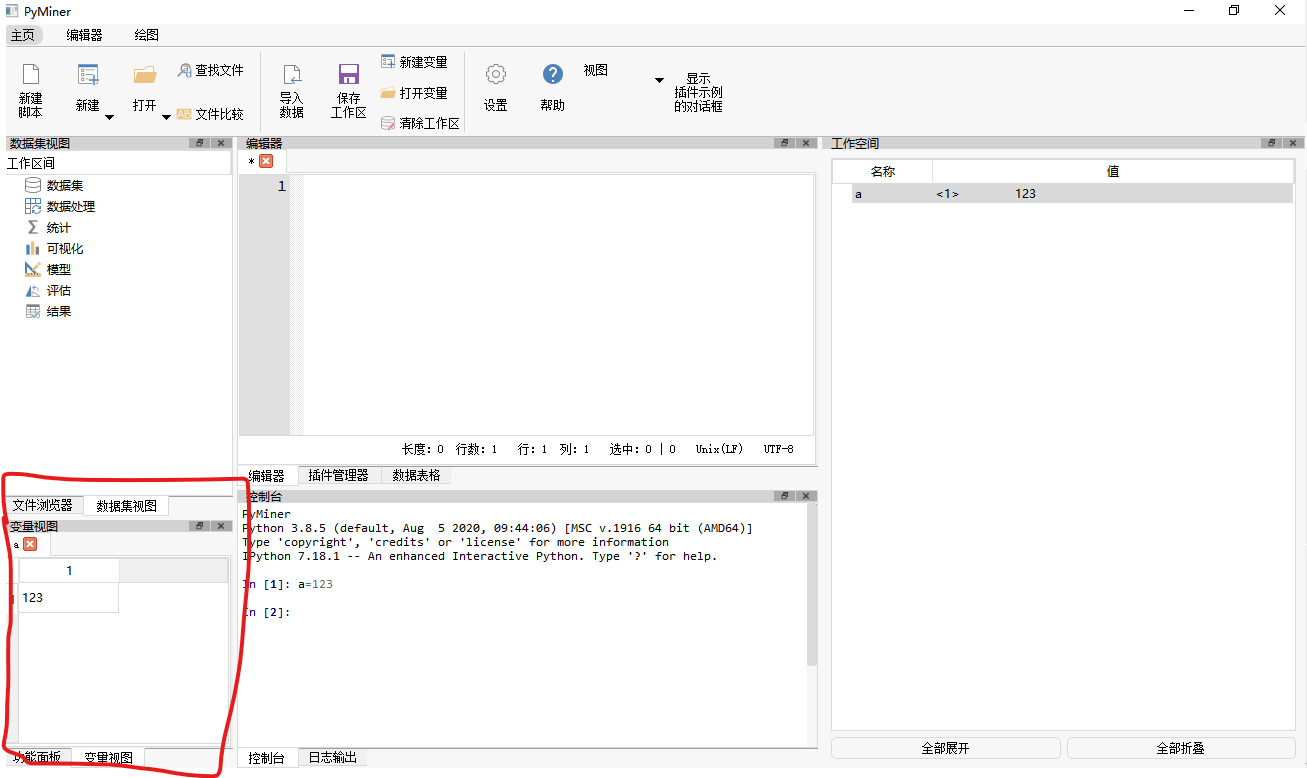 PyMiner
主页 编辑器 绘图
新建
脚本
新建
打开
查找文件
文件比较
导入
数据
保存
工作区
新建变量
打开变量
清除工作区
设置
帮助
视图
显示
插件示例
的对话框
数据集视图
工作区间
数据集
数据处理
统计
可视化
模型
评估
结果
文件浏览器 数据集视图
变量视图
a
1
123
功能面板 变量视图
编辑器
*
1
长度: 0 行数: 1 行: 1 列: 1 选中: 0 | 0 Unix(LF) UTF-8
编辑器 插件管理器 数据表格
控制台
PyMiner
Python 3.8.5 (default, Aug 5 2020, 09:44:06) [MSC v.1916 64 bit (AMD64)]
Type 'copyright', 'credits' or 'license' for more information
IPython 7.18.1 -- An enhanced Interactive Python. Type '?' for help.
In [1]: a=123
In [2]:
控制台 日志输出
工作空间
名称 值
a <1> 123
全部展开 全部折叠